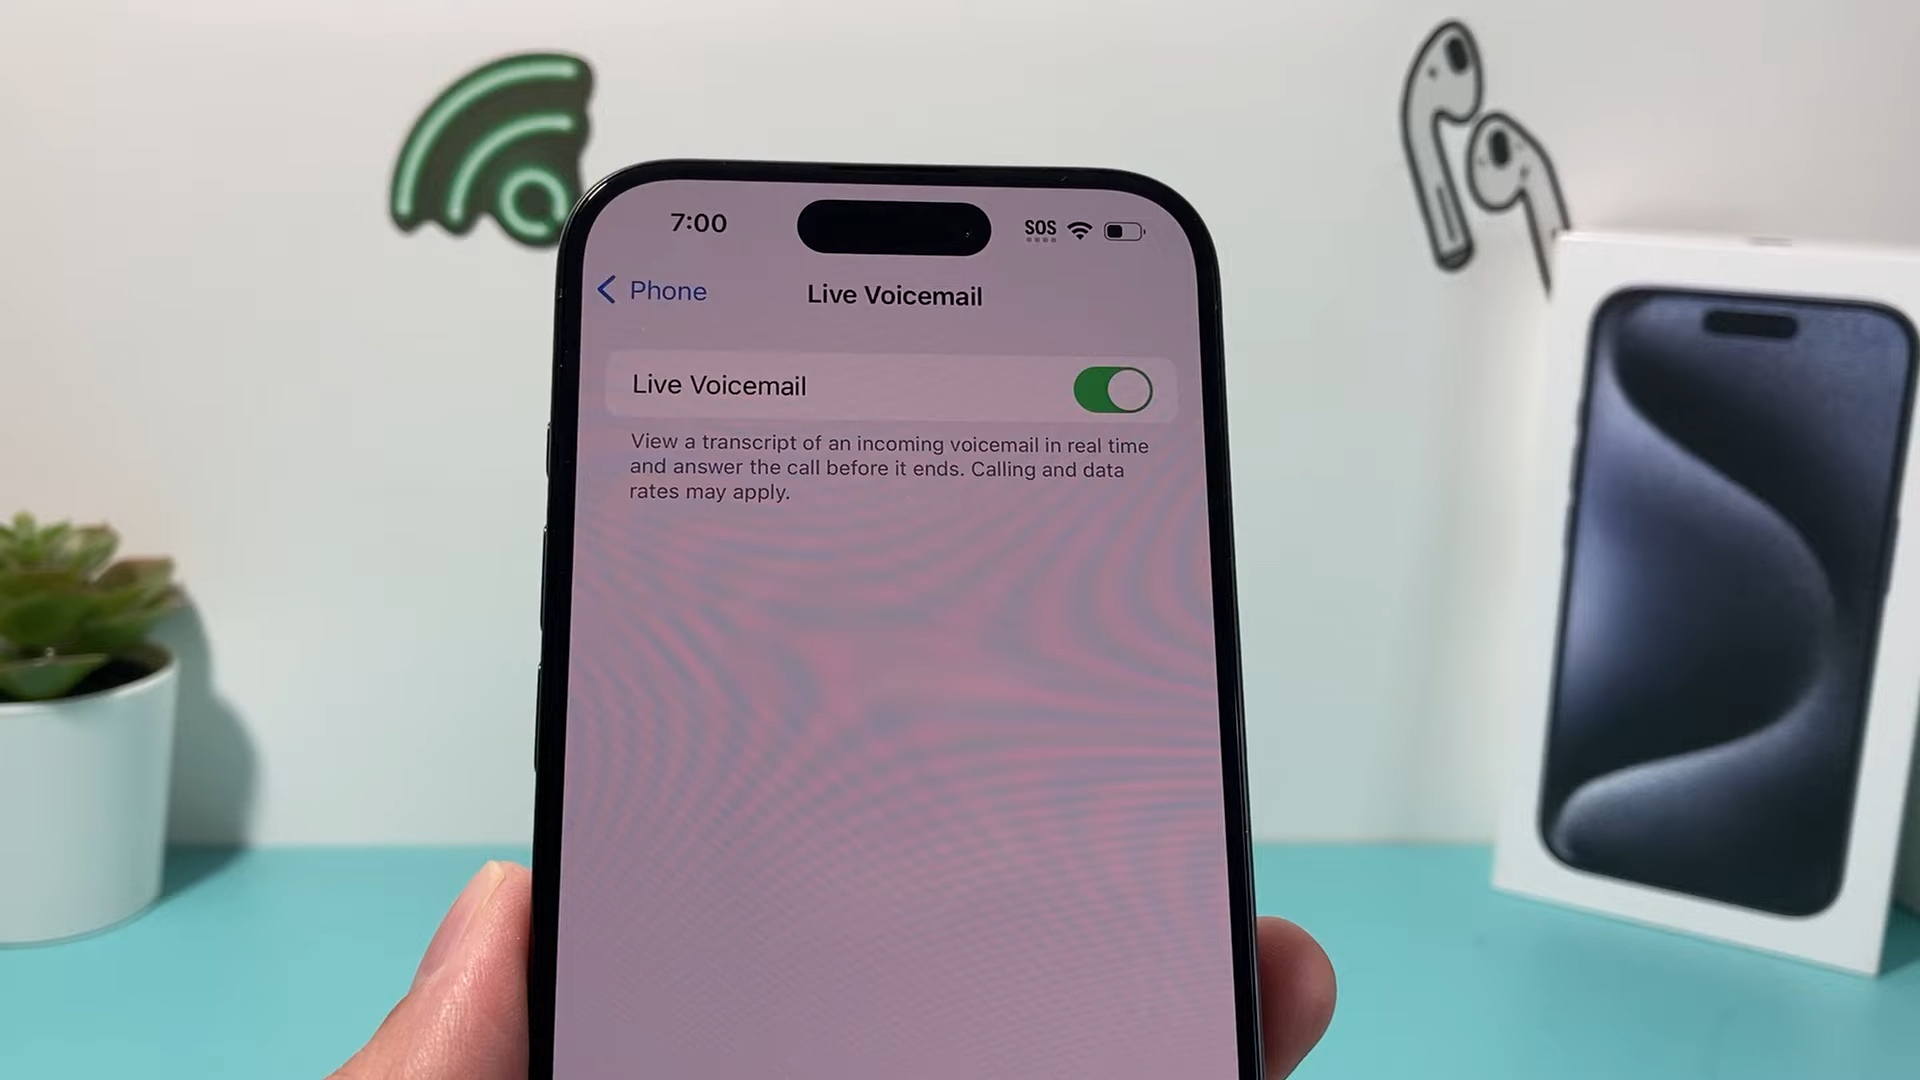 7:00
SOS
Phone
Live Voicemail
Live Voicemail
View a transcript of an incoming voicemail in real time
and answer the call before it ends. Calling and data
rates may apply.